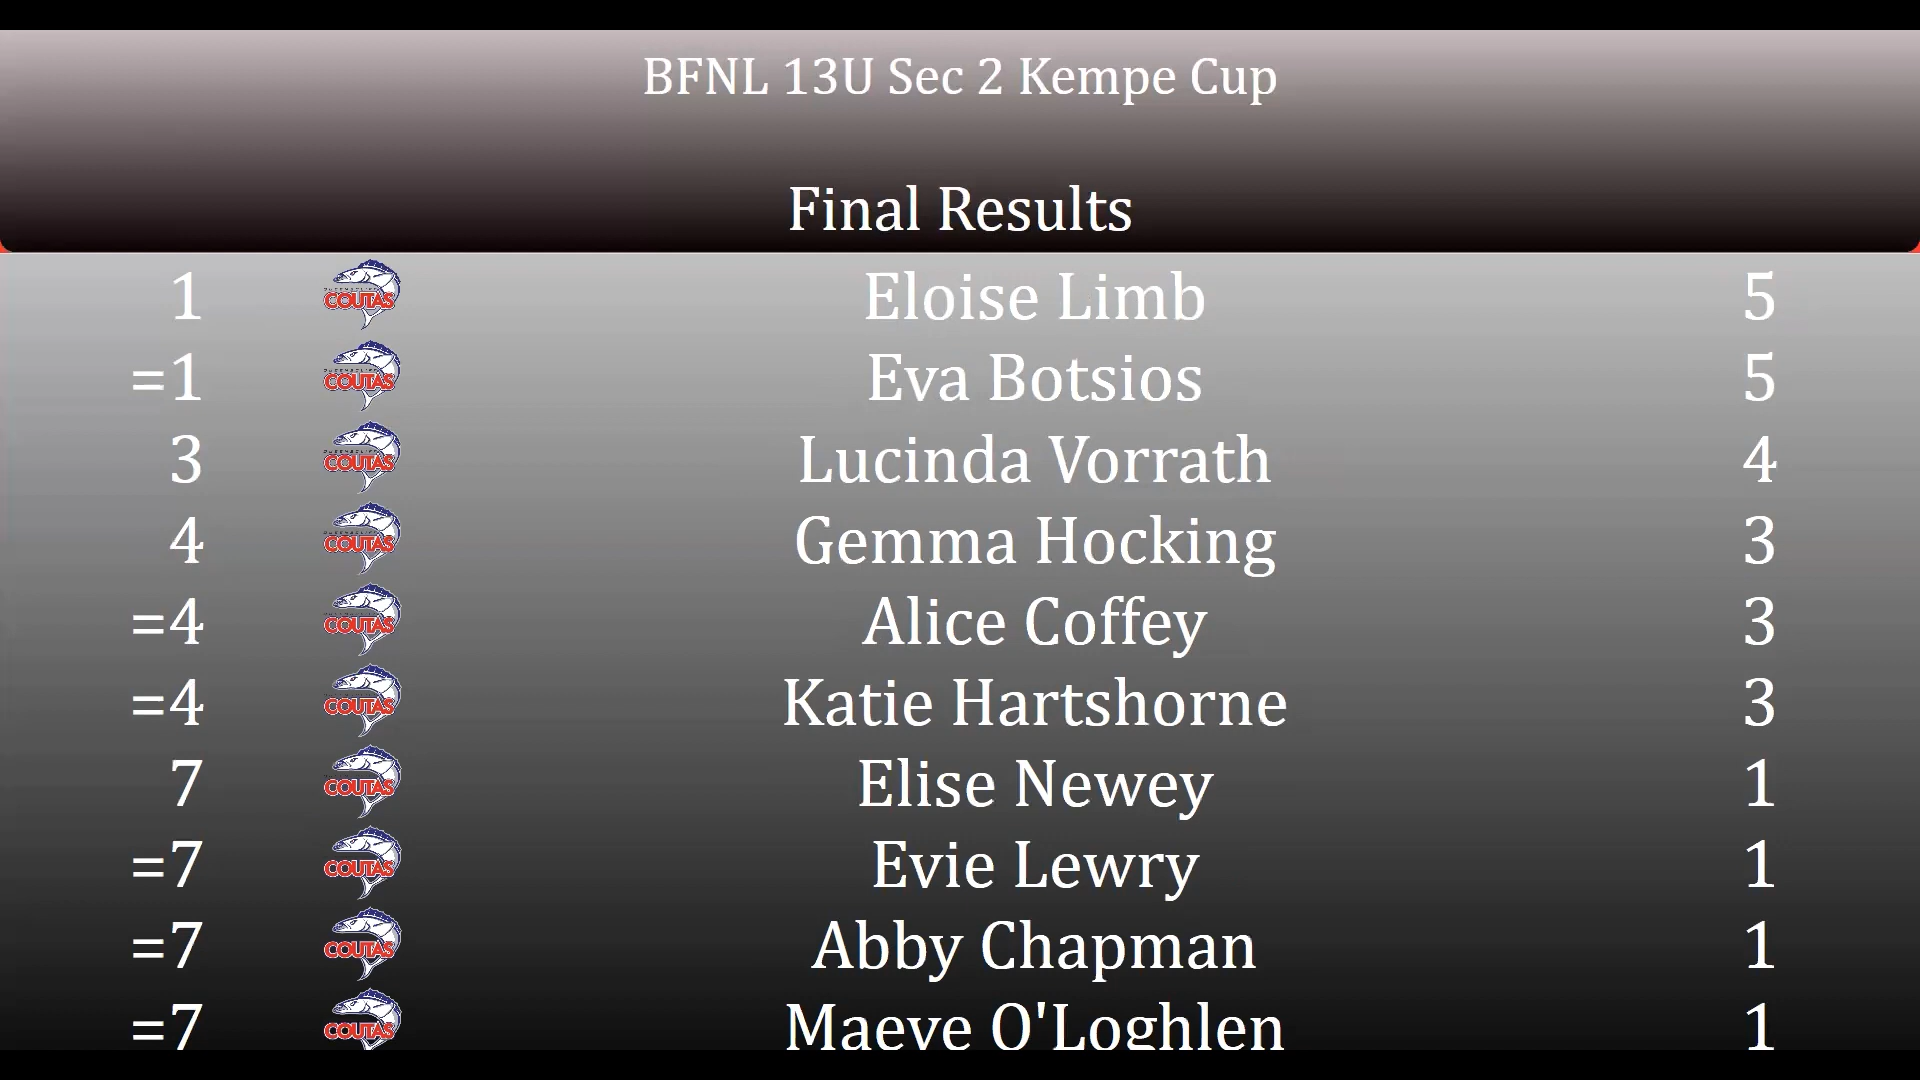 BFNL 13U Sec 2 Kempe Cup
Final Results
1 COUTAS Eloise Limb 5
=1 COUTAS Eva Botsios 5
3 COUTAS Lucinda Vorrath 4
4 COUTAS Gemma Hocking 3
=4 COUTAS Alice Coffey 3
=4 COUTAS Katie Hartshorne 3
7 COUTAS Elise Newey 1
=7 COUTAS Evie Lewry 1
=7 COUTAS Abby Chapman 1
=7 COUTAS Maeve O'Loghlen 1